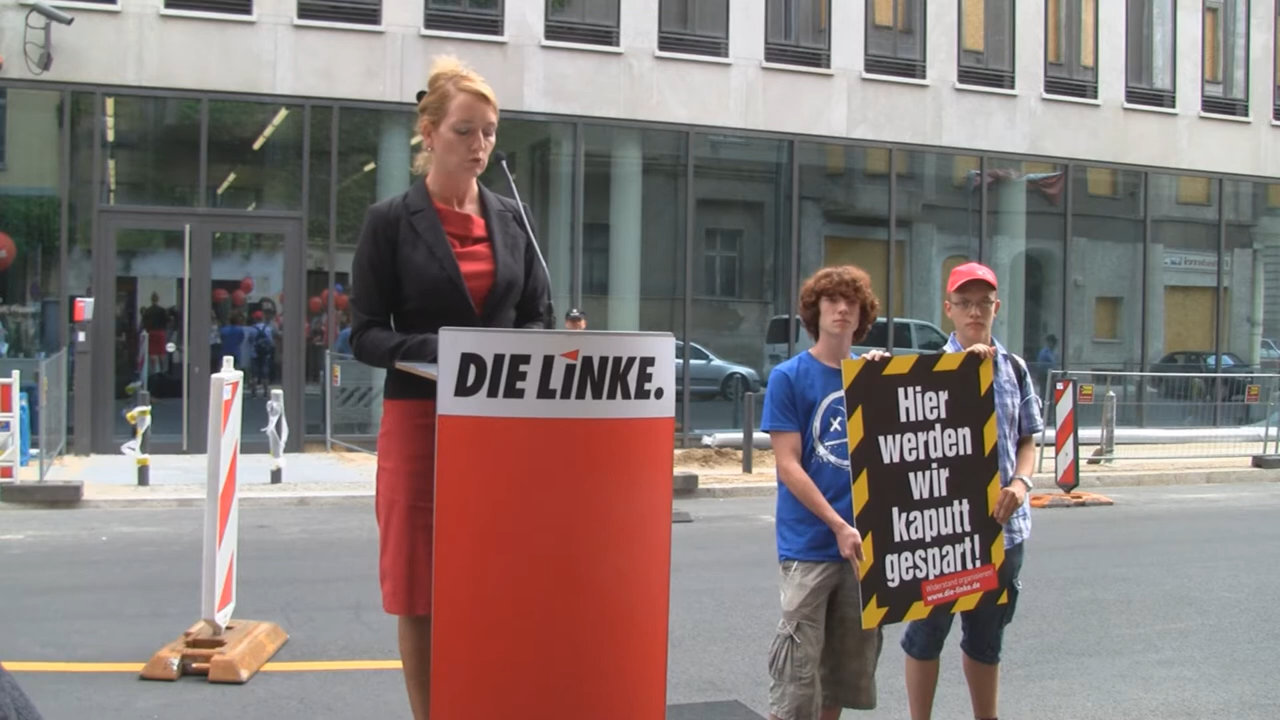 DIE LINKE.
Hier
werden
wir
kaputt
gespart!
Widerstand organisieren!
www.die-linke.de